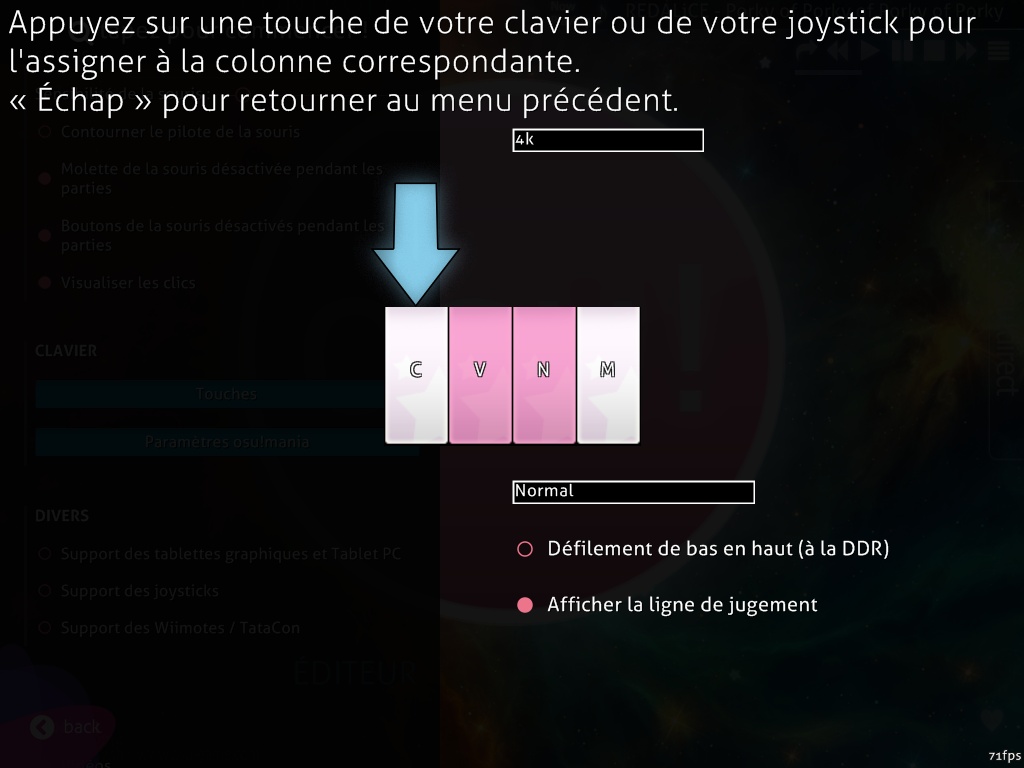 Appuyez sur une touche de votre clavier ou de votre joystick pour
l'assigner à la colonne correspondante.
« Échap » pour retourner au menu précédent.
Contourner le pilote de la souris
4k
Molette de la souris désactivée pendant les
parties
Boutons de la souris désactivés pendant les
parties
Visualiser les clics
CLAVIER
C V N M
Touches
Paramètres osu!mania
Normal
DIVERS
Support des tablettes graphiques et Tablet PC
Défilement de bas en haut (à la DDR)
Support des joysticks
Afficher la ligne de jugement
Support des Wiimotes / TataCon
ÉDITEUR
back
71fps